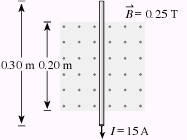 B⃗ = 0.25 T
0.30 m
0.20 m
I = 15 A